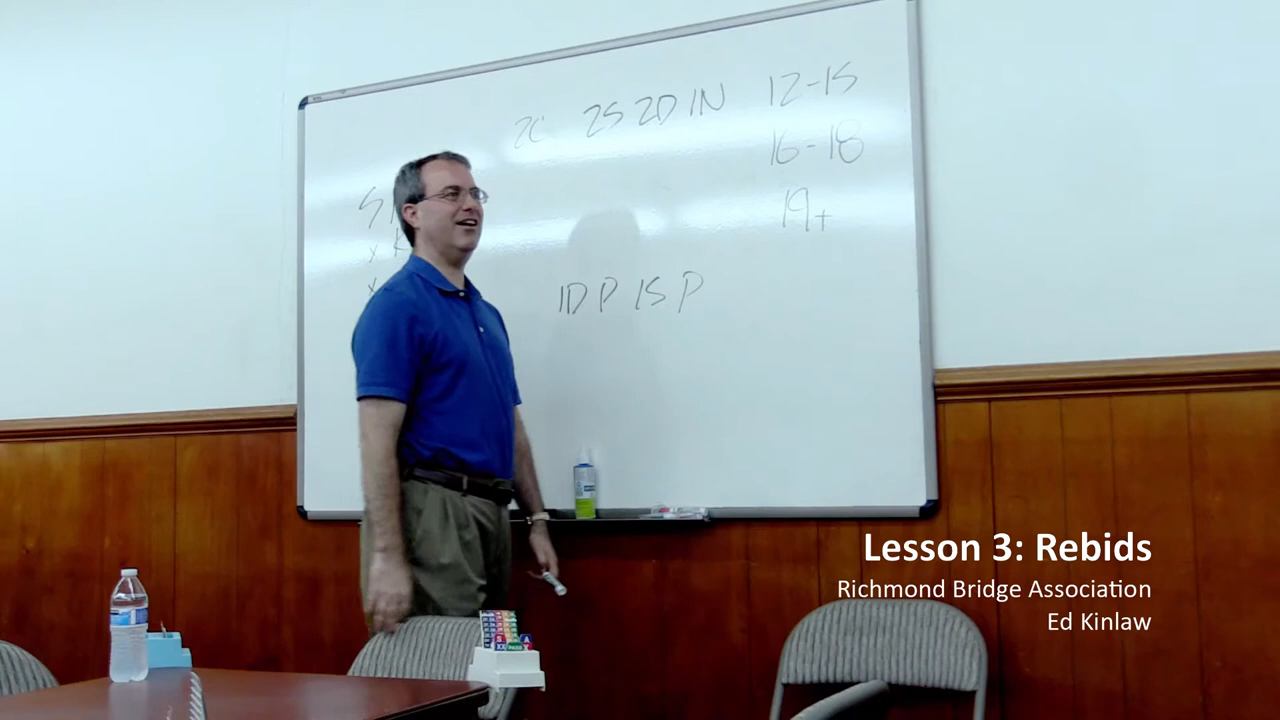 2C 2S 2D 1N 12-15
16-18
19+
S
x K
x
1D P 1S P
Lesson 3: Rebids
Richmond Bridge Association
Ed Kinlaw